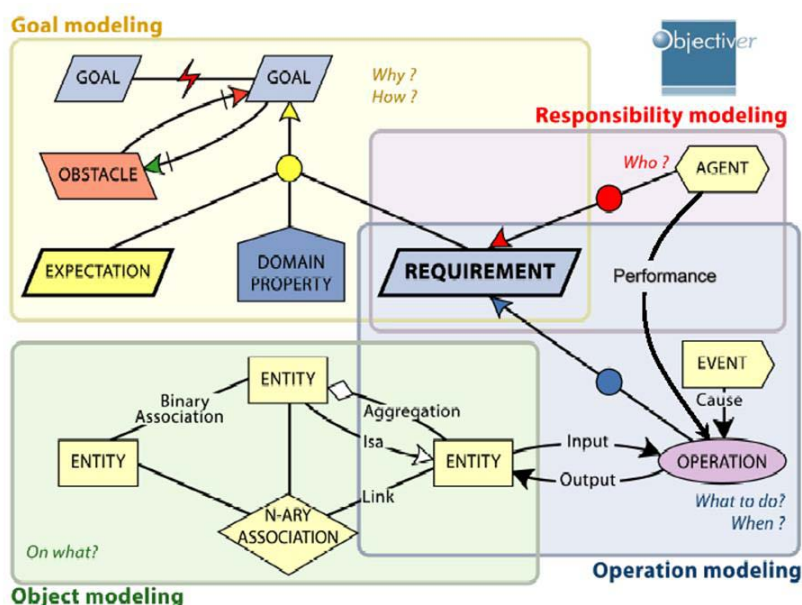 Goal modeling
Objectiver
GOAL
GOAL
Why ?
How ?
Responsibility modeling
OBSTACLE
Who ?
AGENT
EXPECTATION
DOMAIN
PROPERTY
REQUIREMENT
Performance
EVENT
Cause
ENTITY
Binary
Association
Aggregation
Isa
ENTITY
ENTITY
Input
Output
OPERATION
Link
N-ARY
ASSOCIATION
What to do?
When ?
On what?
Operation modeling
Object modeling